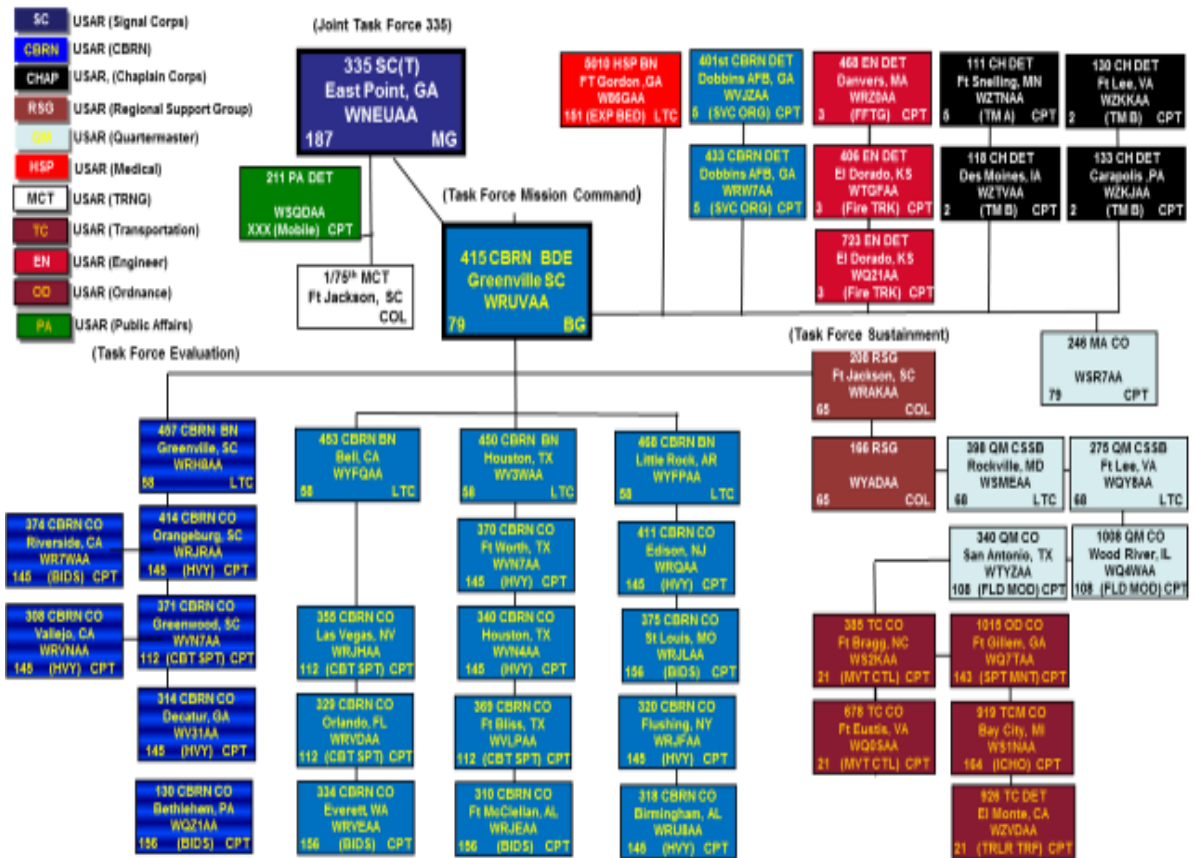 SC USAR (Signal Corps)
CBRN USAR (CBRN)
CHAP USAR, (Chaplain Corps)
RSG USAR (Regional Support Group)
QM USAR (Quartermaster)
HSP USAR (Medical)
MCT USAR (TRNG)
TC USAR (Transportation)
EN USAR (Engineer)
OD USAR (Ordnance)
PA USAR (Public Affairs)
(Joint Task Force 335)
335 SC(T)
East Point, GA
WNEUAA
187 MG
211 PA DET
WSQDAA
XXX (Mobile) CPT
1/75th MCT
Ft Jackson, SC
COL
(Task Force Mission Command)
415 CBRN BDE
Greenville SC
WRUVAA
79 BG
5010 HSP BN
FT Gordon ,GA
W86GAA
151 (EXP BED) LTC
401st CBRN DET
Dobbins AFB, GA
WVJZAA
5 (SVC ORG) CPT
433 CBRN DET
Dobbins AFB, GA
WRW7AA
5 (SVC ORG) CPT
468 EN DET
Danvers, MA
WRZ0AA
3 (FFTG) CPT
406 EN DET
El Dorado, KS
WTGFAA
3 (Fire TRK) CPT
723 EN DET
El Dorado, KS
WQ21AA
3 (Fire TRK) CPT
111 CH DET
Ft Snelling, MN
WZTNAA
5 (TM A) CPT
118 CH DET
Des Moines, IA
WZTVAA
2 (TM B) CPT
130 CH DET
Ft Lee, VA
WZKKAA
2 (TM B) CPT
133 CH DET
Carapolis ,PA
WZKJAA
2 (TM B) CPT
246 MA CO
WSR7AA
79 CPT
(Task Force Evaluation)
467 CBRN BN
Greenville, SC
WRH8AA
58 LTC
374 CBRN CO
Riverside, CA
WR7WAA
145 (BIDS) CPT
414 CBRN CO
Orangeburg, SC
WRJRAA
145 (HVY) CPT
308 CBRN CO
Vallejo, CA
WRVNAA
145 (HVY) CPT
371 CBRN CO
Greenwood, SC
WVN7AA
112 (CBT SPT) CPT
314 CBRN CO
Decatur, GA
WV31AA
145 (HVY) CPT
130 CBRN CO
Bethlehem, PA
WQZ1AA
156 (BIDS) CPT
453 CBRN BN
Bell, CA
WYFQAA
58 LTC
355 CBRN CO
Las Vegas, NV
WRJHAA
112 (CBT SPT) CPT
329 CBRN CO
Orlando, FL
WRVDAA
112 (CBT SPT) CPT
334 CBRN CO
Everett, WA
WRVEAA
156 (BIDS) CPT
450 CBRN BN
Houston, TX
WV3WAA
58 LTC
370 CBRN CO
Ft Worth, TX
WVN7AA
145 (HVY) CPT
340 CBRN CO
Houston, TX
WVN4AA
145 (HVY) CPT
369 CBRN CO
Ft Bliss, TX
WVLPAA
112 (CBT SPT) CPT
310 CBRN CO
Ft McClellan, AL
WRJEAA
156 (BIDS) CPT
468 CBRN BN
Little Rock, AR
WYFPAA
58 LTC
411 CBRN CO
Edison, NJ
WRQAA
145 (HVY) CPT
375 CBRN CO
St Louis, MO
WRJLAA
156 (BIDS) CPT
320 CBRN CO
Flushing, NY
WRJFAA
145 (HVY) CPT
318 CBRN CO
Birmingham, AL
WRU8AA
145 (HVY) CPT
(Task Force Sustainment)
208 RSG
Ft Jackson, SC
WRAKAA
65 COL
166 RSG
WYADAA
65 COL
398 QM CSSB
Rockville, MD
WSMEAA
68 LTC
275 QM CSSB
Ft Lee, VA
WQY8AA
68 LTC
340 QM CO
San Antonio, TX
WTYZAA
108 (FLD MOD) CPT
1008 QM CO
Wood River, IL
WQ4WAA
108 (FLD MOD) CPT
385 TC CO
Ft Bragg, NC
WS2KAA
21 (MVT CTL) CPT
1015 OD CO
Ft Gillem, GA
WQ7TAA
143 (SPT MNT) CPT
678 TC CO
Ft Eustis, VA
WQ0SAA
21 (MVT CTL) CPT
919 TCM CO
Bay City, MI
WS1NAA
164 (ICHO) CPT
926 TC DET
El Monte, CA
WZVDAA
21 (TRLR TRF) CPT